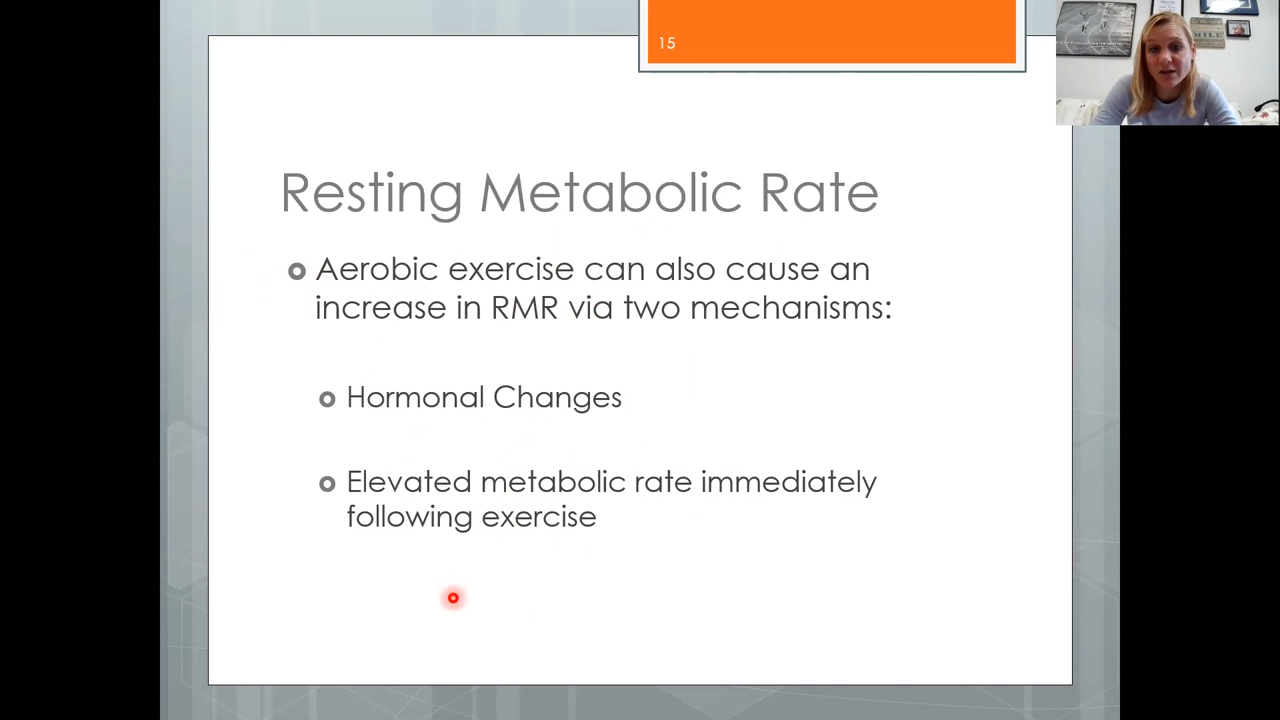 15
Resting Metabolic Rate
Aerobic exercise can also cause an
increase in RMR via two mechanisms:
Hormonal Changes
Elevated metabolic rate immediately
following exercise